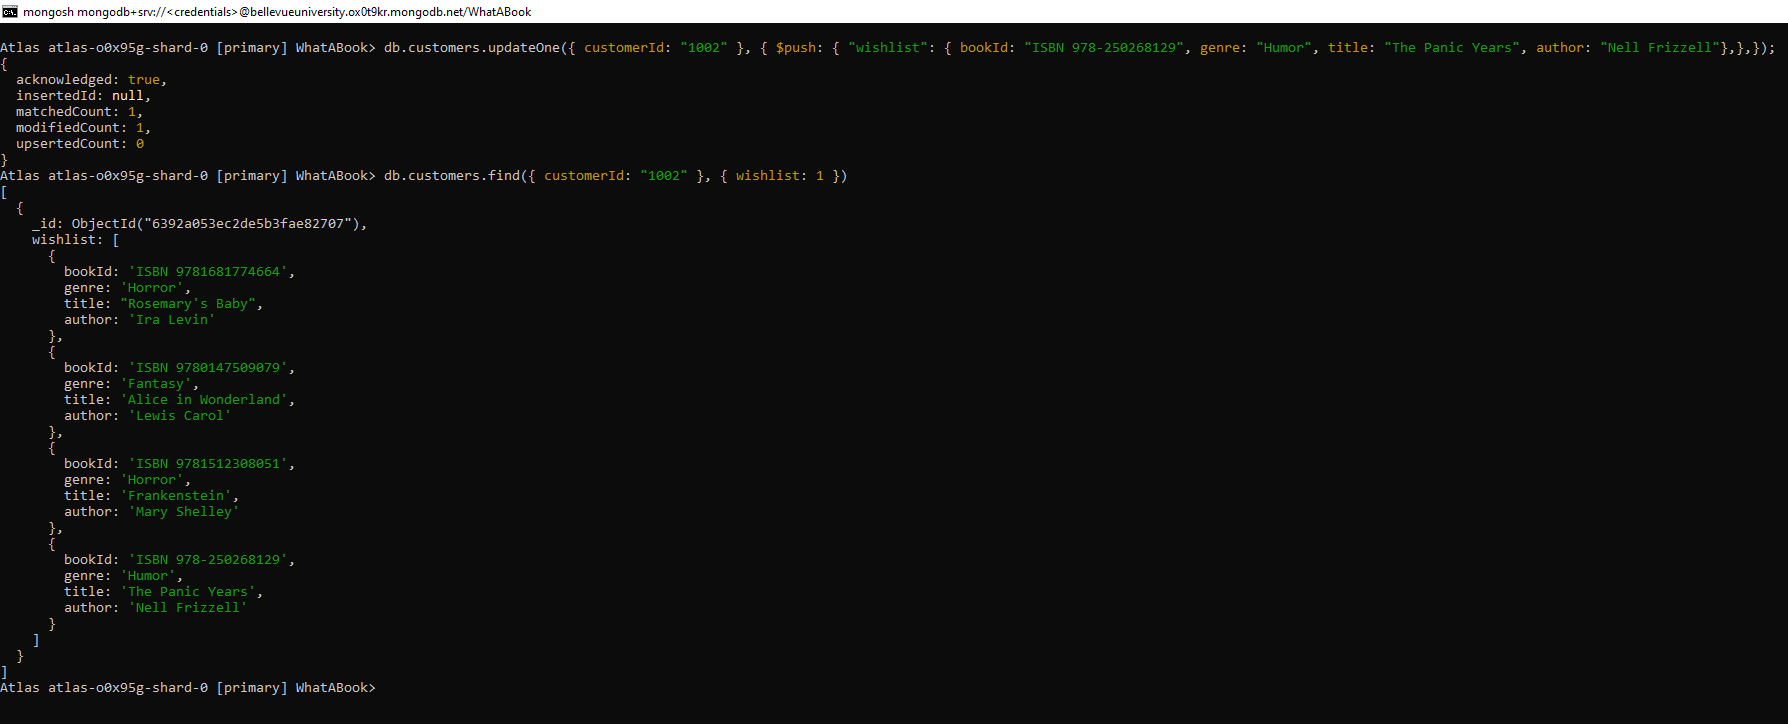 mongosh mongodb+srv://<credentials>@bellevueuniversity.ox0t9kr.mongodb.net/WhatABook
Atlas atlas-o0x95g-shard-0 [primary] WhatABook> db.customers.updateOne({ customerId: "1002" }, { $push: { "wishlist": { bookId: "ISBN 978-250268129", genre: "Humor", title: "The Panic Years", author: "Nell Frizzell"},},});
{
  acknowledged: true,
  insertedId: null,
  matchedCount: 1,
  modifiedCount: 1,
  upsertedCount: 0
}
Atlas atlas-o0x95g-shard-0 [primary] WhatABook> db.customers.find({ customerId: "1002" }, { wishlist: 1 })
[
  {
    _id: ObjectId("6392a053ec2de5b3fae82707"),
    wishlist: [
      {
        bookId: 'ISBN 9781681774664',
        genre: 'Horror',
        title: "Rosemary's Baby",
        author: 'Ira Levin'
      },
      {
        bookId: 'ISBN 9780147509079',
        genre: 'Fantasy',
        title: 'Alice in Wonderland',
        author: 'Lewis Carol'
      },
      {
        bookId: 'ISBN 9781512308051',
        genre: 'Horror',
        title: 'Frankenstein',
        author: 'Mary Shelley'
      },
      {
        bookId: 'ISBN 978-250268129',
        genre: 'Humor',
        title: 'The Panic Years',
        author: 'Nell Frizzell'
      }
    ]
  }
]
Atlas atlas-o0x95g-shard-0 [primary] WhatABook>